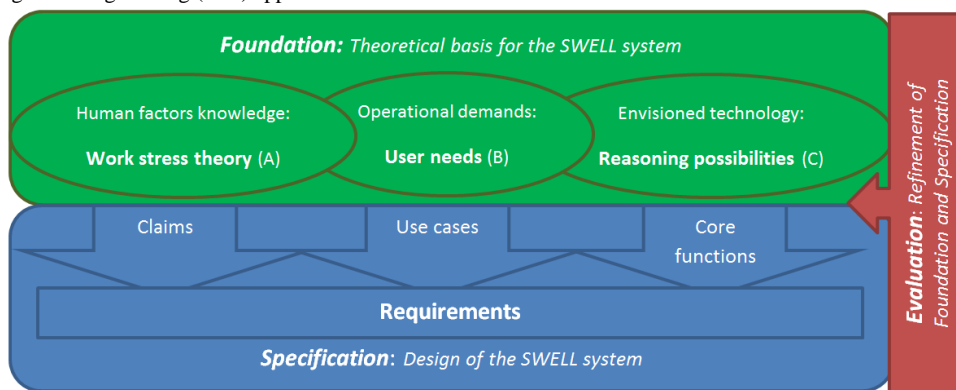 Foundation: Theoretical basis for the SWELL system
Human factors knowledge:
Work stress theory (A)
Operational demands:
User needs (B)
Envisioned technology:
Reasoning possibilities (C)
Claims
Use cases
Core
functions
Requirements
Specification: Design of the SWELL system
Evaluation: Refinement of
Foundation and Specification